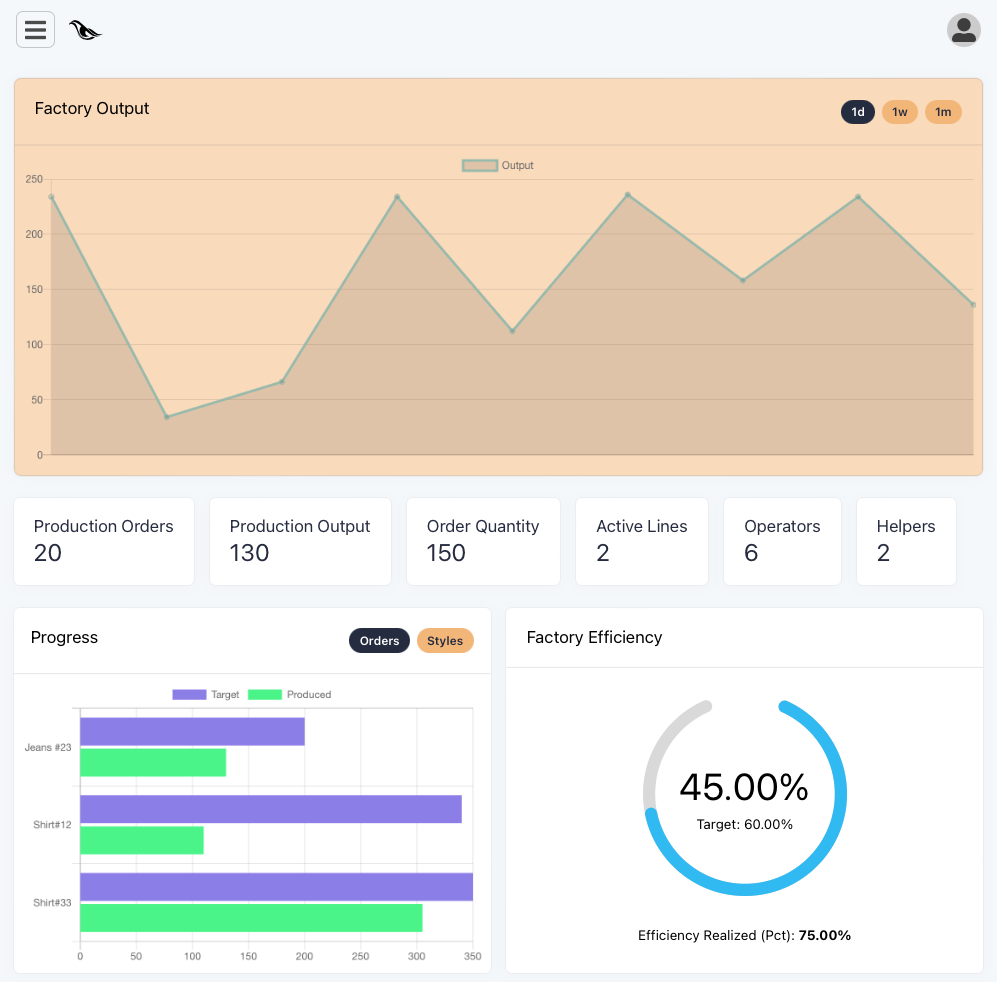 Factory Output
1d 1w 1m
Output
250
200
150
100
50
0
Production Orders
20
Production Output
130
Order Quantity
150
Active Lines
2
Operators
6
Helpers
2
Progress
Orders Styles
Target Produced
Jeans #23
Shirt#12
Shirt#33
0 50 100 150 200 250 300 350
Factory Efficiency
45.00%
Target: 60.00%
Efficiency Realized (Pct): 75.00%